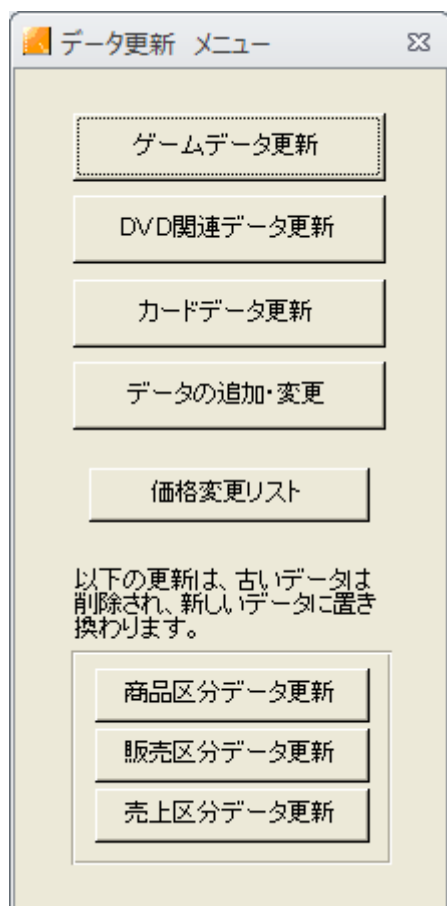 データ更新 メニュー
ゲームデータ更新
DVD関連データ更新
カードデータ更新
データの追加・変更
価格変更リスト
以下の更新は、古いデータは
削除され、新しいデータに置き
換わります。
商品区分データ更新
販売区分データ更新
売上区分データ更新